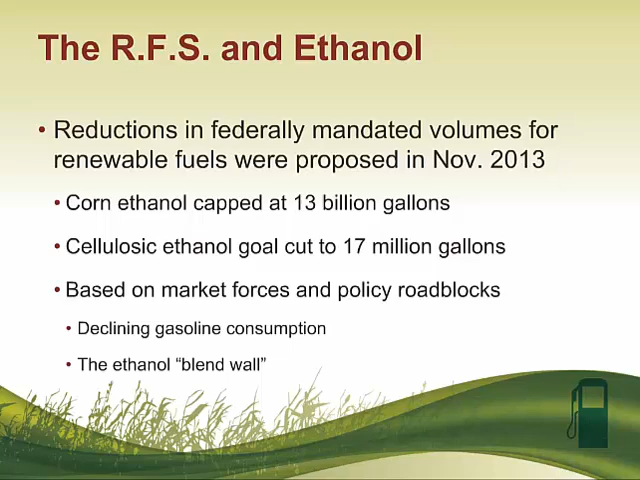 The R.F.S. and Ethanol
• Reductions in federally mandated volumes for
renewable fuels were proposed in Nov. 2013
• Corn ethanol capped at 13 billion gallons
• Cellulosic ethanol goal cut to 17 million gallons
• Based on market forces and policy roadblocks
• Declining gasoline consumption
• The ethanol “blend wall”